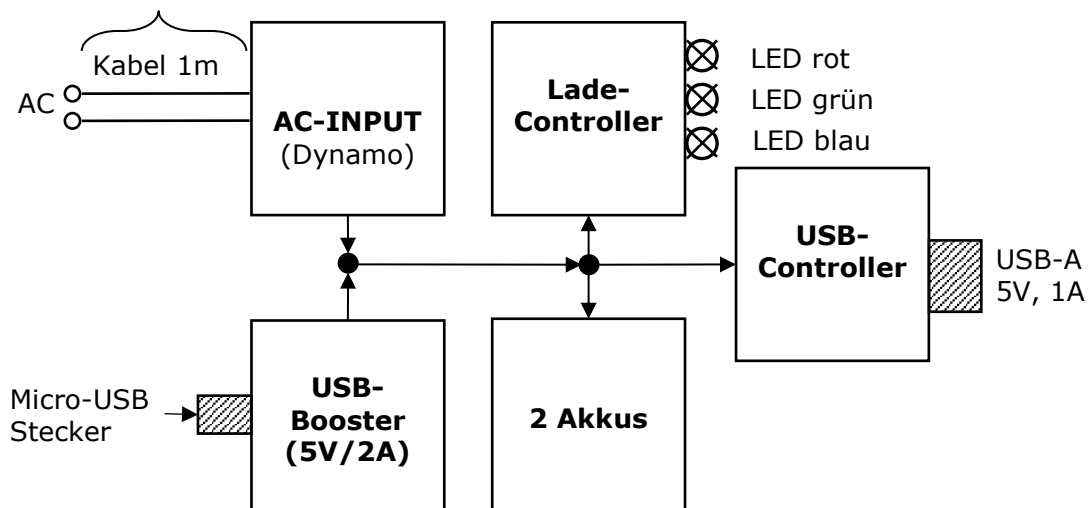 Kabel 1m
AC
AC-INPUT
(Dynamo)
Lade-
Controller
LED rot
LED grün
LED blau
USB-
Controller
USB-A
5V, 1A
Micro-USB
Stecker
USB-
Booster
(5V/2A)
2 Akkus